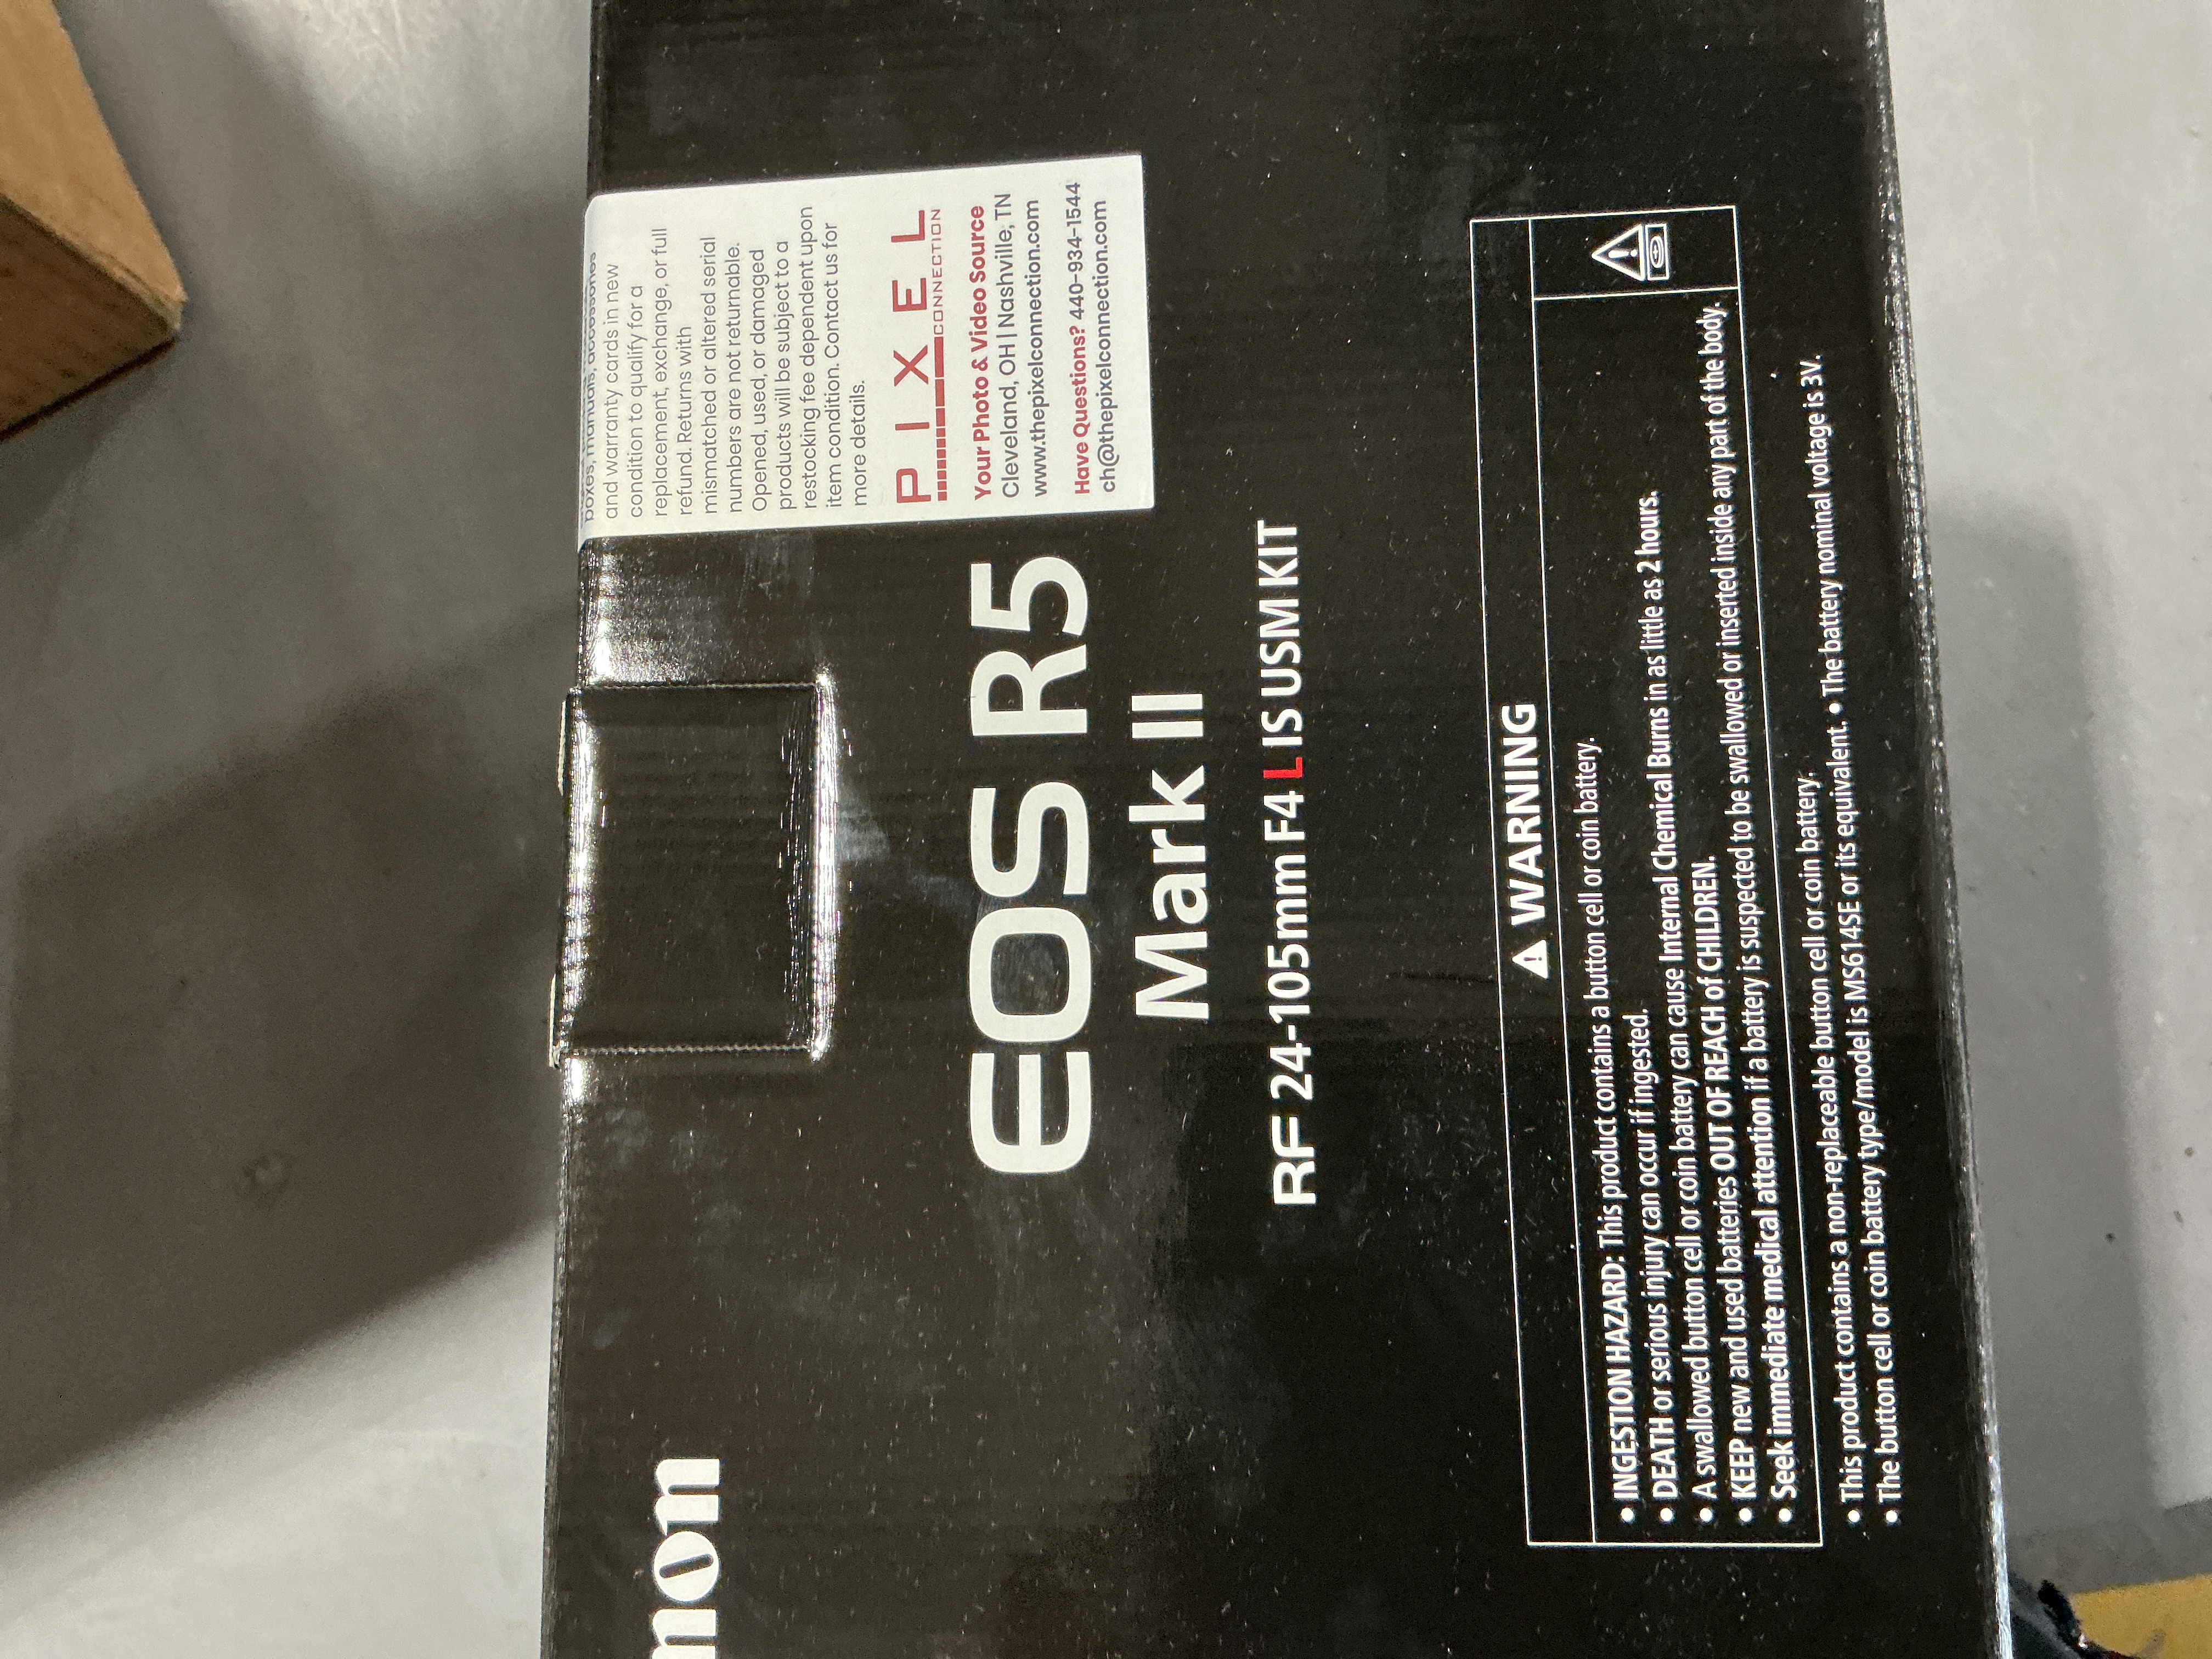 boxes, manuals, accessories
and warranty cards in new
condition to qualify for a
replacement, exchange, or full
refund. Returns with
mismatched or altered serial
numbers are not returnable.
Opened, used, or damaged
products will be subject to a
restocking fee dependent upon
item condition. Contact us for
more details.
PIXEL
CONNECTION
Your Photo & Video Source
Cleveland, OH | Nashville, TN
www.thepixelconnection.com
Have Questions? 440-934-1544
ch@thepixelconnection.com
non
EOS R5
Mark II
RF 24-105mm F4 L IS USM KIT
⚠ WARNING
• INGESTION HAZARD: This product contains a button cell or coin battery.
• DEATH or serious injury can occur if ingested.
• A swallowed button cell or coin battery can cause Internal Chemical Burns in as little as 2 hours.
• KEEP new and used batteries OUT OF REACH of CHILDREN.
• Seek immediate medical attention if a battery is suspected to be swallowed or inserted inside any part of the body.
• This product contains a non-replaceable button cell or coin battery.
• The button cell or coin battery type/model is MS614SE or its equivalent. • The battery nominal voltage is 3V.